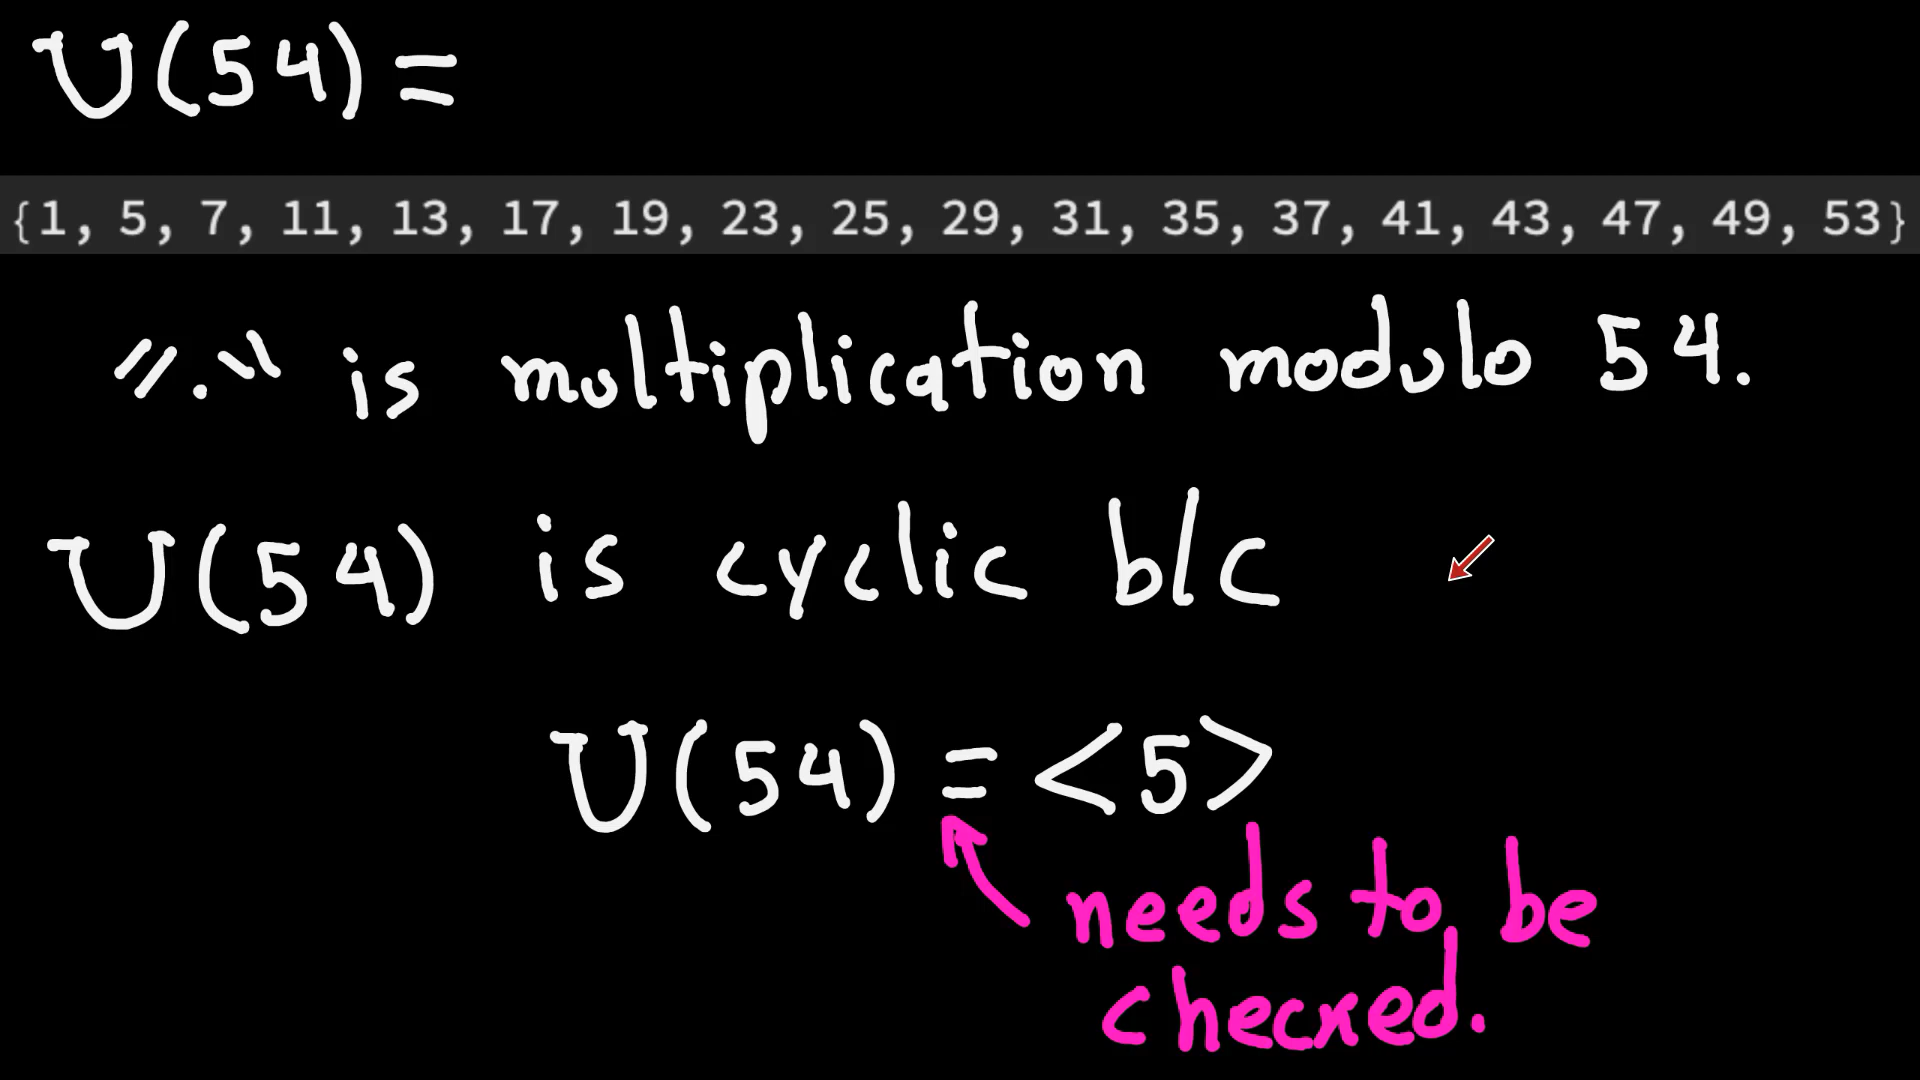 U(54) =
{1, 5, 7, 11, 13, 17, 19, 23, 25, 29, 31, 35, 37, 41, 43, 47, 49, 53}
"." is multiplication modulo 54.
U(54) is cyclic b/c
U(54) = <5>
needs to be
checked.